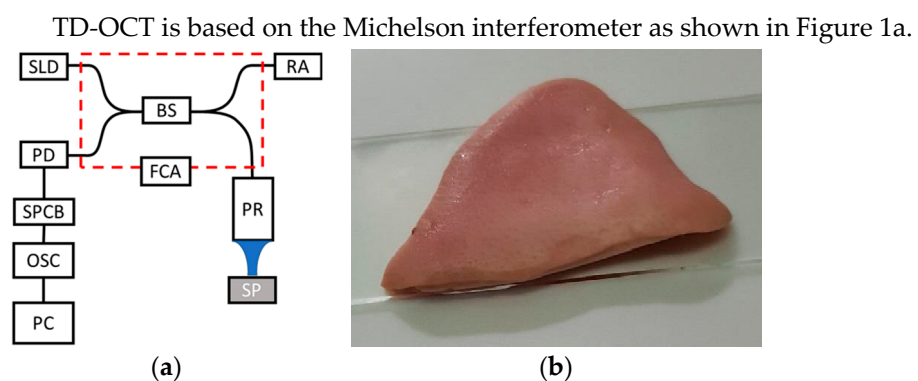 TD-OCT is based on the Michelson interferometer as shown in Figure 1a.
SLD
RA
BS
PD
FCA
PR
SPCB
OSC
SP
PC
(a)
(b)